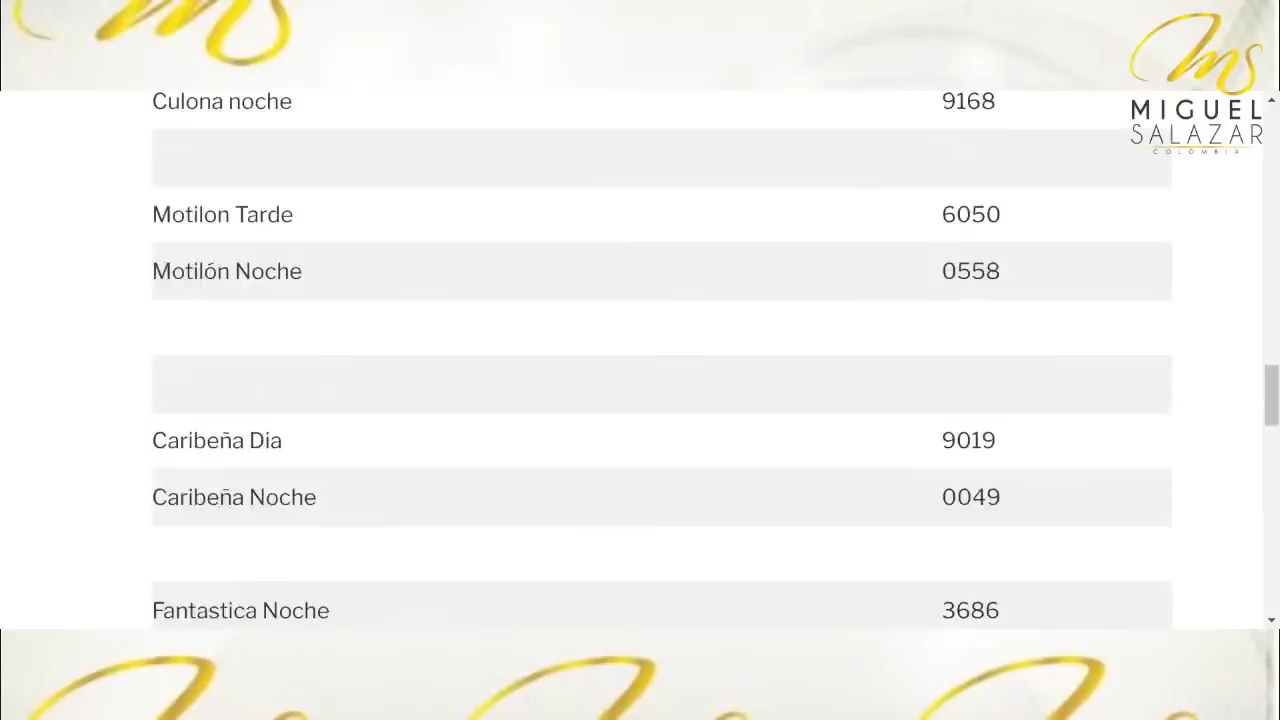 MIGUEL
SALAZAR
COLOMBIA
Culona noche 9168
Motilon Tarde 6050
Motilón Noche 0558
Caribeña Dia 9019
Caribeña Noche 0049
Fantastica Noche 3686